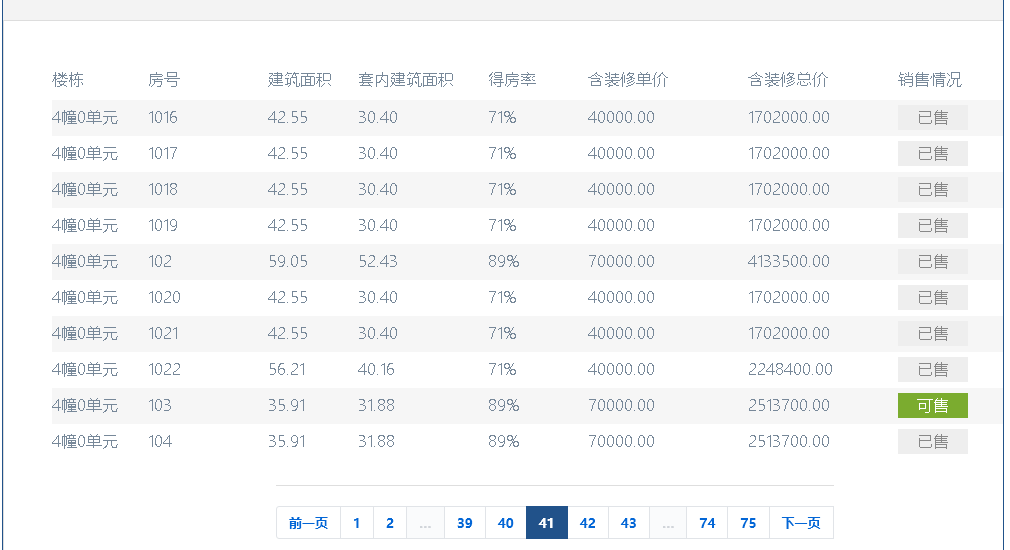 楼栋 房号 建筑面积 套内建筑面积 得房率 含装修单价 含装修总价 销售情况
4幢0单元 1016 42.55 30.40 71% 40000.00 1702000.00 已售
4幢0单元 1017 42.55 30.40 71% 40000.00 1702000.00 已售
4幢0单元 1018 42.55 30.40 71% 40000.00 1702000.00 已售
4幢0单元 1019 42.55 30.40 71% 40000.00 1702000.00 已售
4幢0单元 102 59.05 52.43 89% 70000.00 4133500.00 已售
4幢0单元 1020 42.55 30.40 71% 40000.00 1702000.00 已售
4幢0单元 1021 42.55 30.40 71% 40000.00 1702000.00 已售
4幢0单元 1022 56.21 40.16 71% 40000.00 2248400.00 已售
4幢0单元 103 35.91 31.88 89% 70000.00 2513700.00 可售
4幢0单元 104 35.91 31.88 89% 70000.00 2513700.00 已售
前一页 1 2 ... 39 40 41 42 43 ... 74 75 下一页